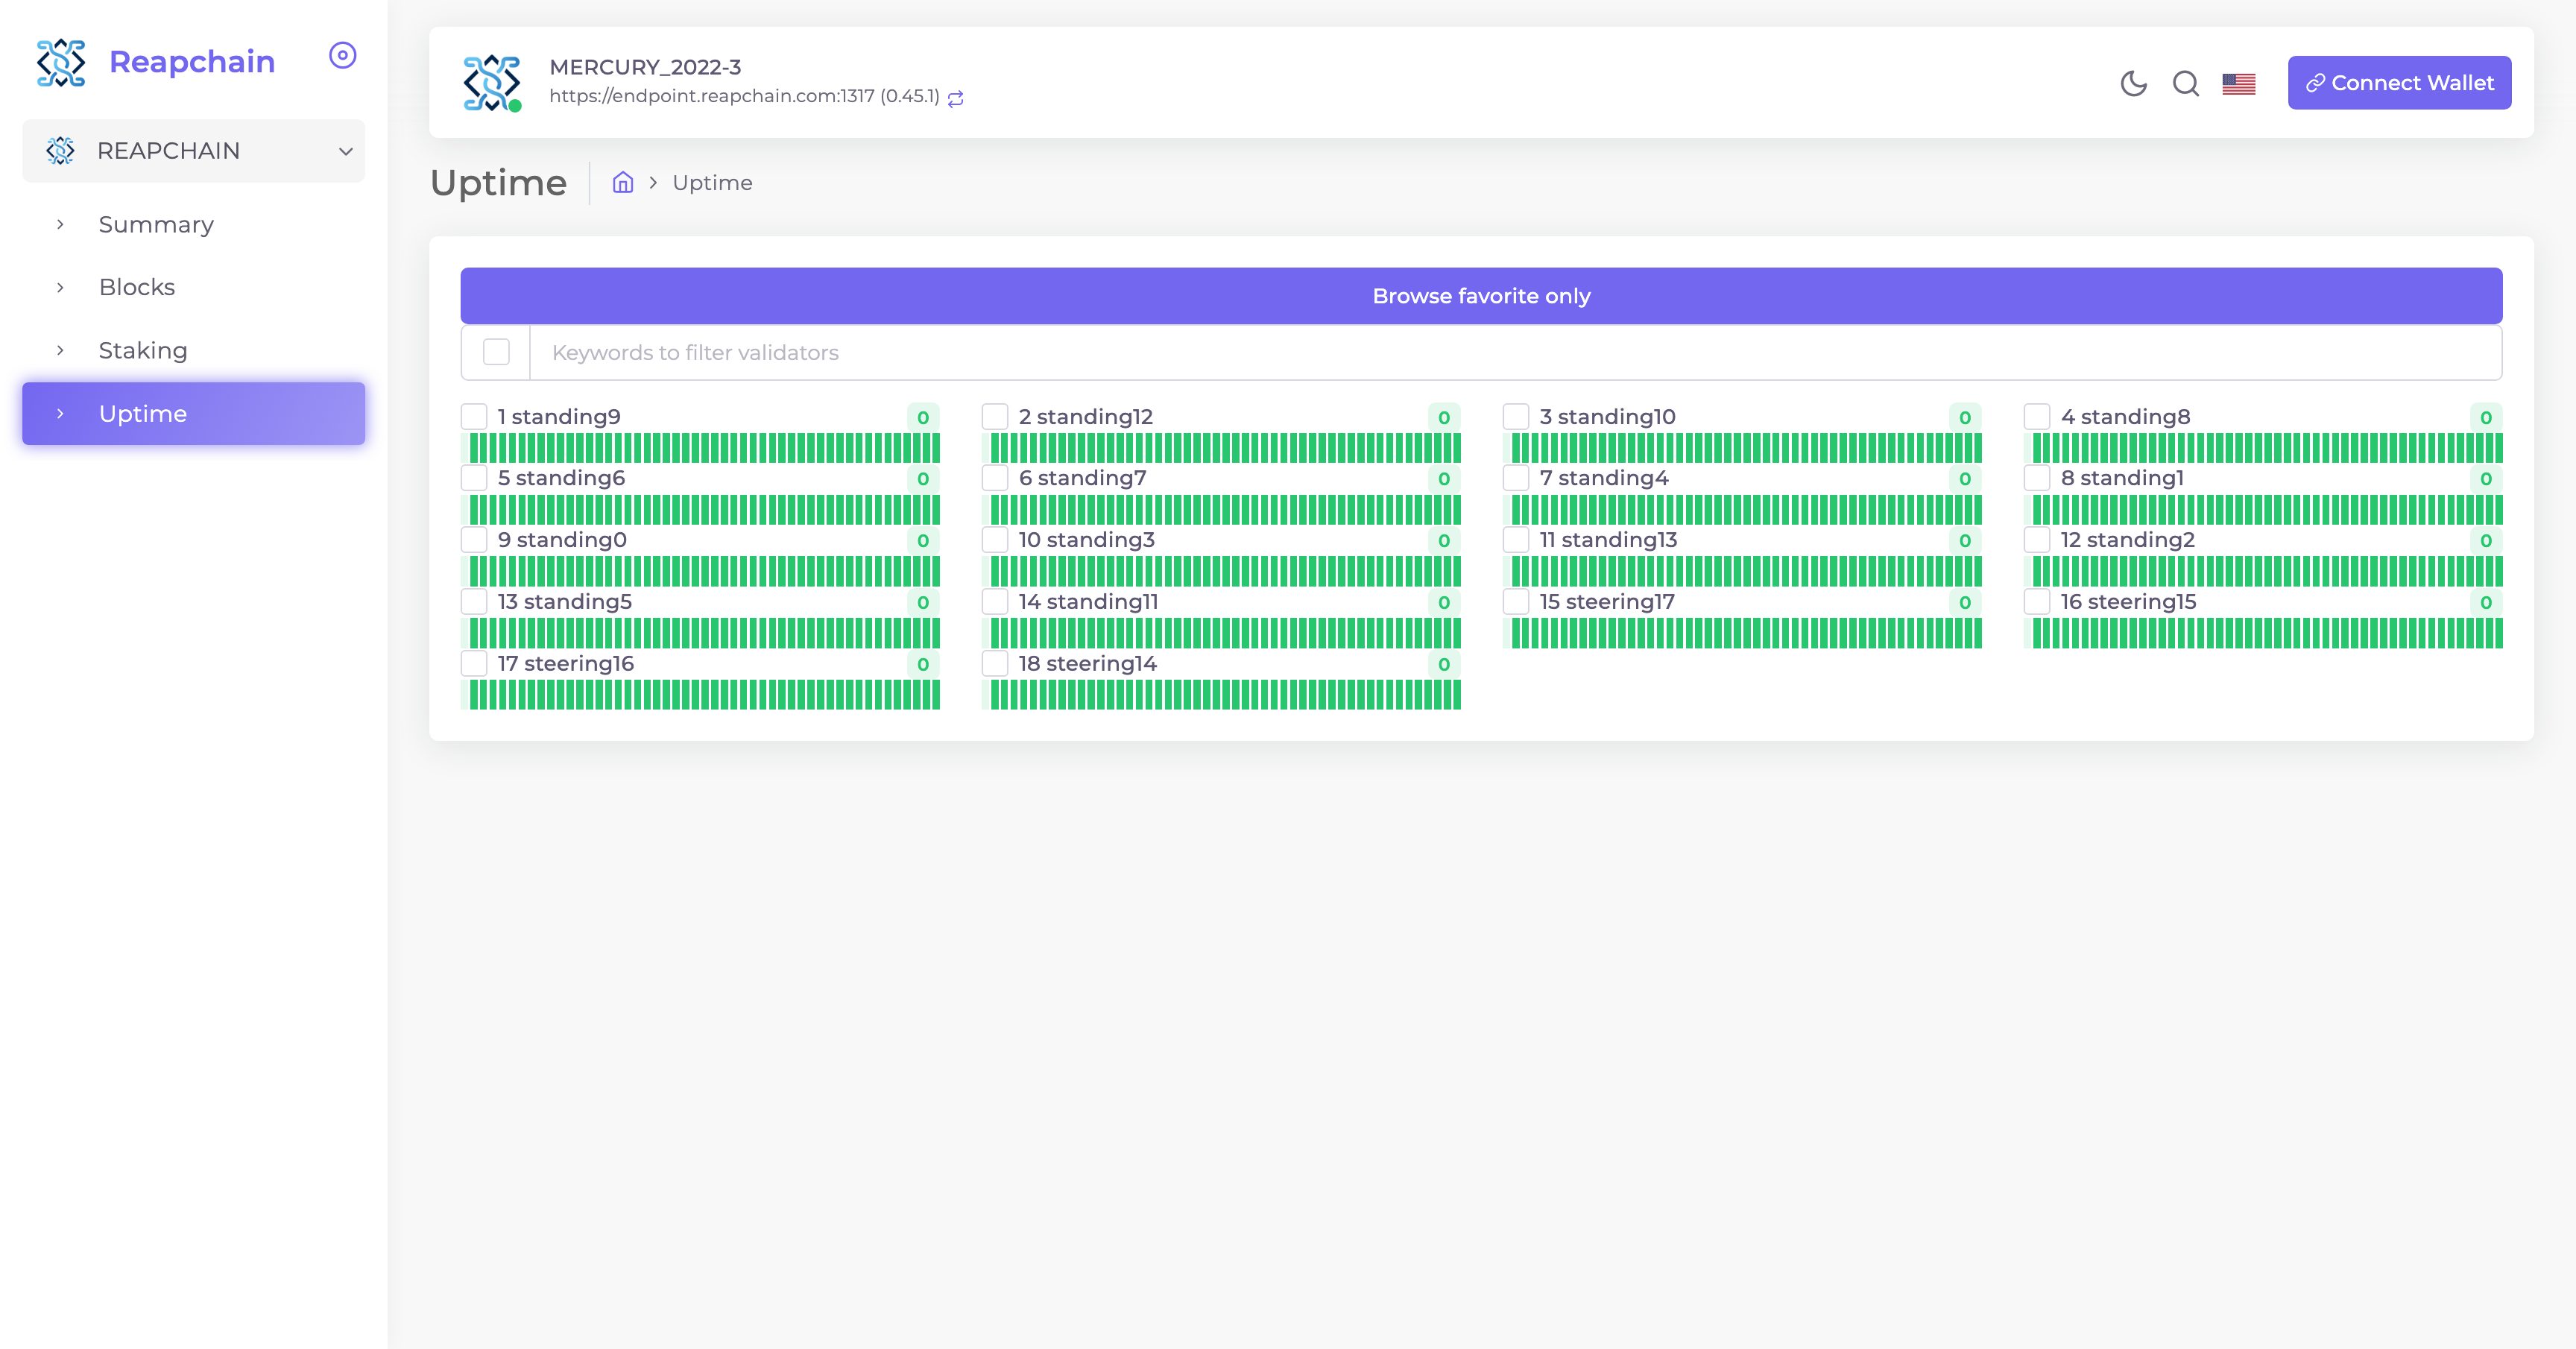 Reapchain
REAPCHAIN
Summary
Blocks
Staking
Uptime
MERCURY_2022-3
https://endpoint.reapchain.com:1317 (0.45.1)
Connect Wallet
Uptime
Uptime
Browse favorite only
Keywords to filter validators
1 standing9 0
2 standing12 0
3 standing10 0
4 standing8 0
5 standing6 0
6 standing7 0
7 standing4 0
8 standing1 0
9 standing0 0
10 standing3 0
11 standing13 0
12 standing2 0
13 standing5 0
14 standing11 0
15 steering17 0
16 steering15 0
17 steering16 0
18 steering14 0